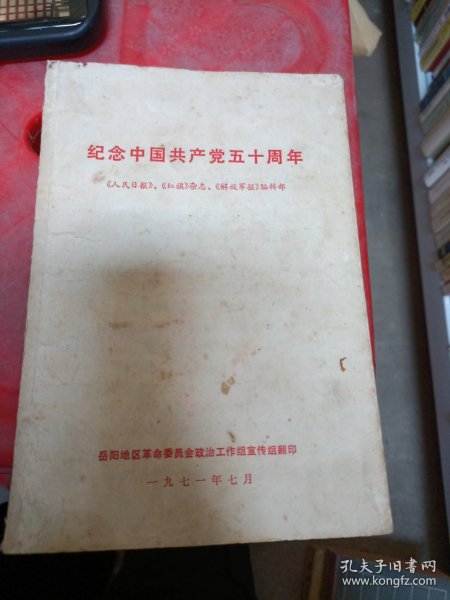 纪念中国共产党五十周年
《人民日报》、《红旗》杂志、《解放军报》编辑部
岳阳地区革命委员会政治工作组宣传组翻印
一九七一年七月
孔夫子旧书网
www.kongfz.com